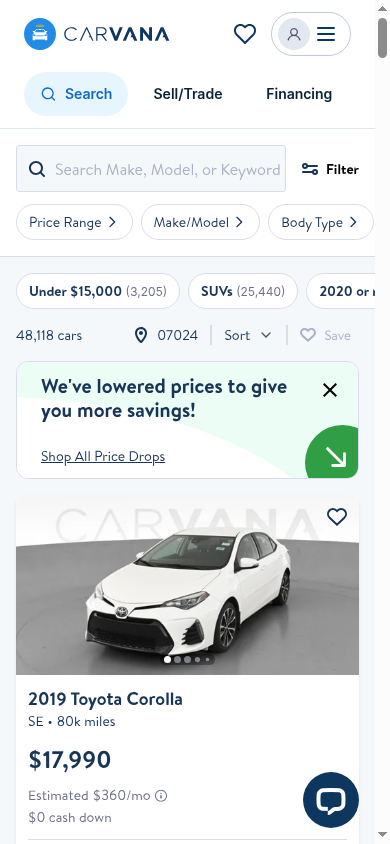 CARVANA
Search
Sell/Trade
Financing
Search Make, Model, or Keyword
Filter
Price Range
Make/Model
Body Type
Under $15,000 (3,205)
SUVs (25,440)
2020 or
48,118 cars
07024
Sort
Save
We've lowered prices to give
you more savings!
Shop All Price Drops
CARVANA
2019 Toyota Corolla
SE • 80k miles
$17,990
Estimated $360/mo
$0 cash down